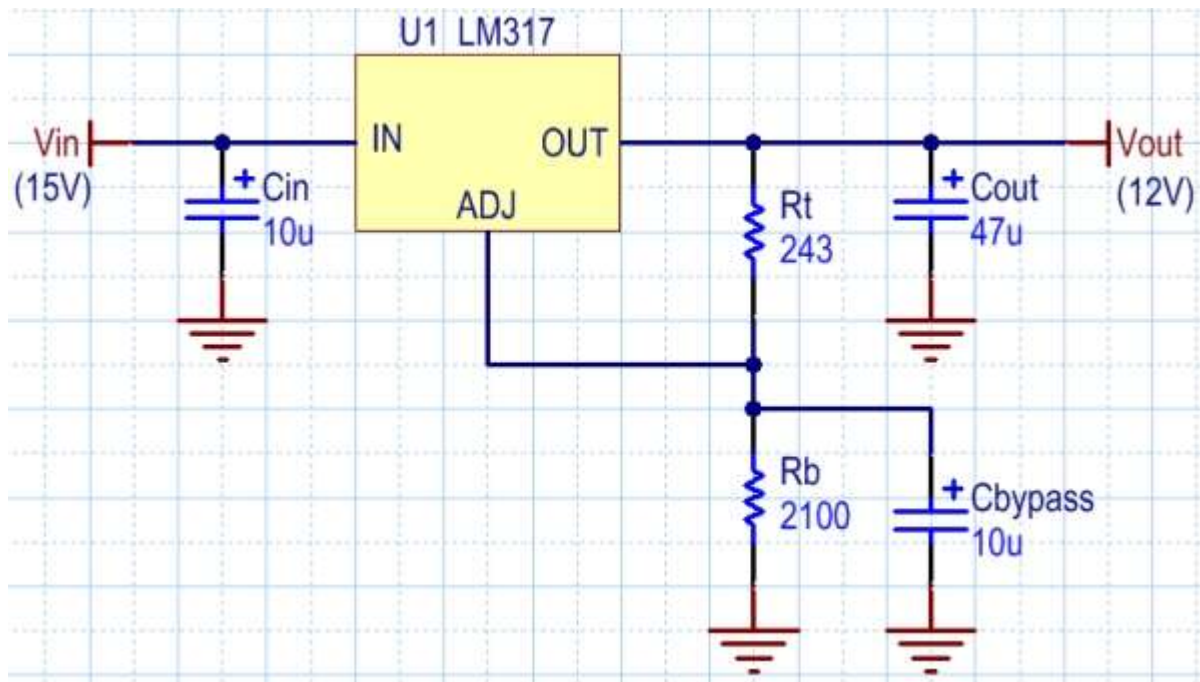 U1 LM317
Vin
(15V)
IN
OUT
ADJ
Vout
(12V)
+
Cin
10u
Rt
243
+
Cout
47u
Rb
2100
+
Cbypass
10u